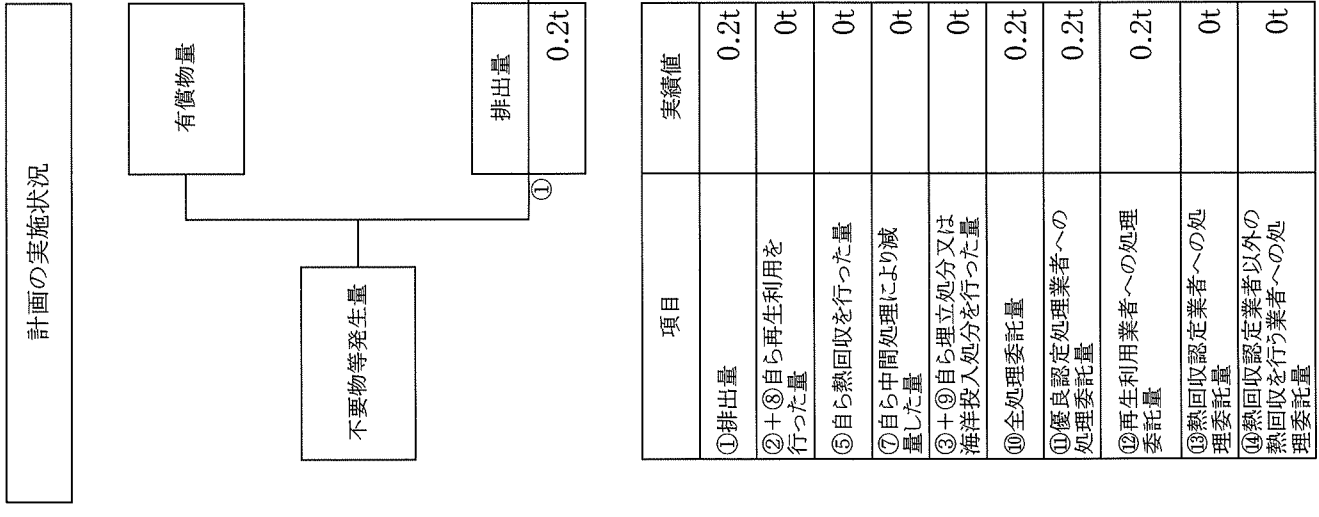 計画の実施状況
有償物量
不要物等発生量
排出量
①
0.2t
項目
実績値
①排出量
0.2t
②+⑧自ら再生利用を
行った量
0t
⑤自ら熱回収を行った量
0t
⑦自ら中間処理により減
量した量
0t
③+⑨自ら埋立処分又は
海洋投入処分を行った量
0t
⑩全処理委託量
0.2t
⑪優良認定処理業者への
処理委託量
0.2t
⑫再生利用業者への処理
委託量
0.2t
⑬熱回収認定業者への処
理委託量
0t
⑭熱回収認定業者以外の
熱回収を行う業者への処
理委託量
0t